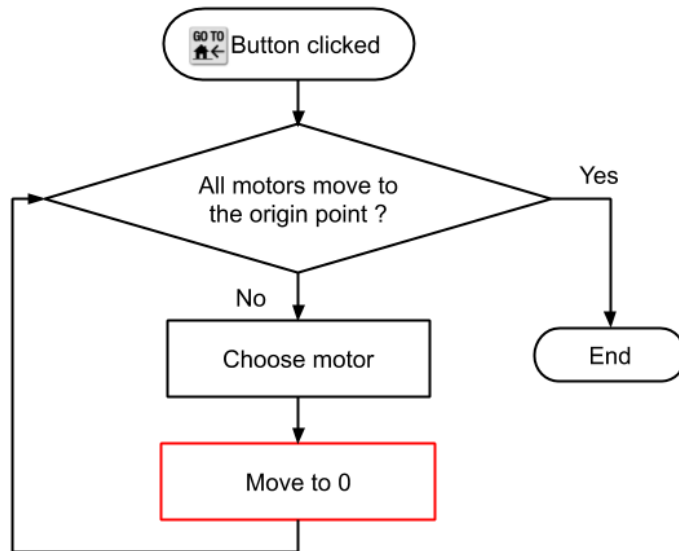 GO TO
Button clicked
All motors move to
the origin point ?
Yes
No
Choose motor
End
Move to 0